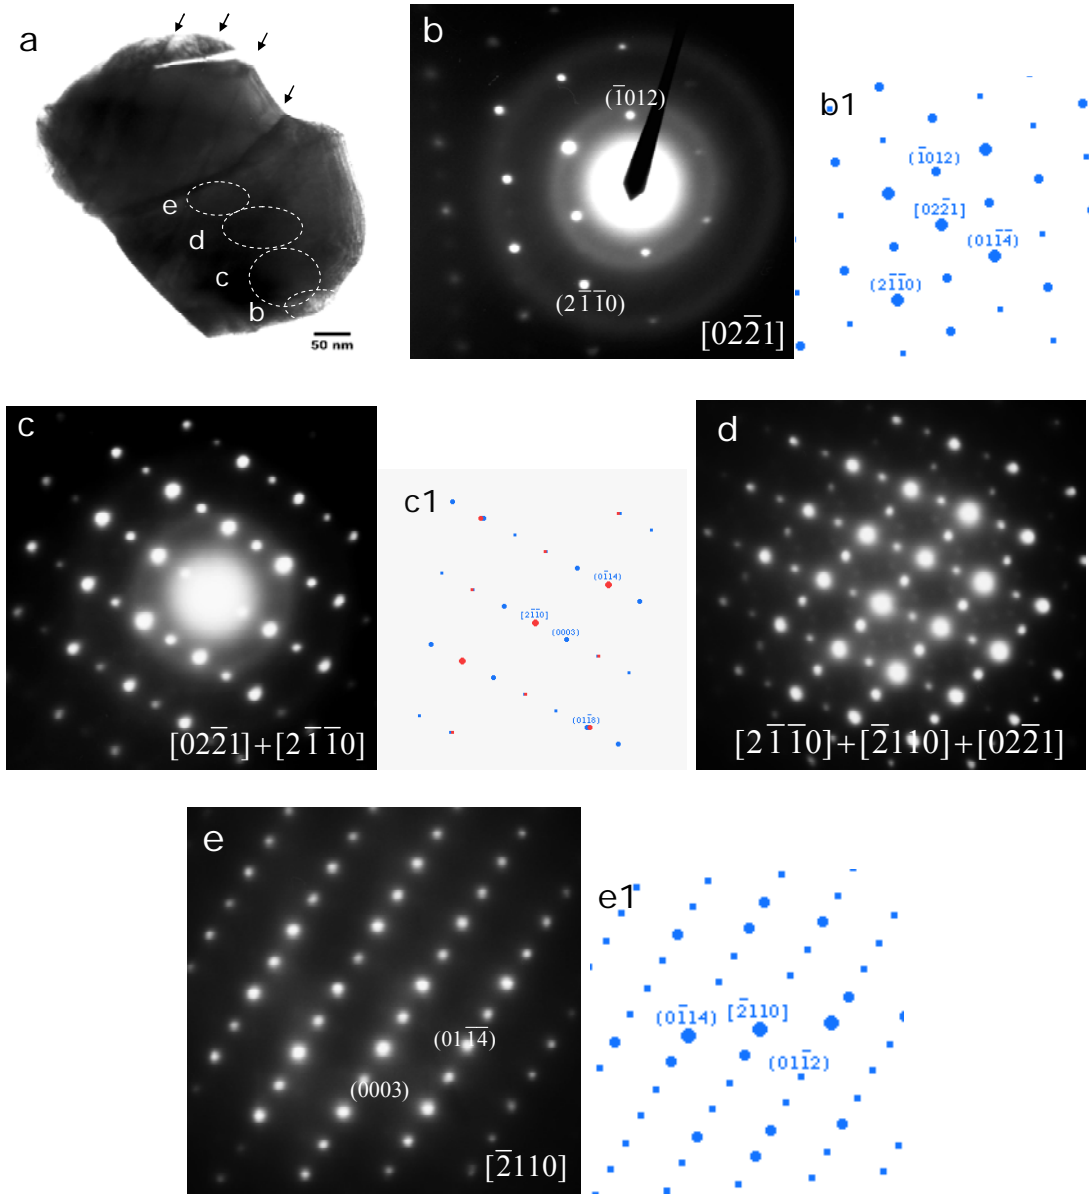 a
e
d
c
b
50 nm
b
(1̄012)
(21̄1̄0)
[022̄1]
b1
(1̄012)
[022̄1]
(011̄4̄)
(21̄1̄0)
c
[022̄1]+[21̄1̄0]
c1
(01̄14)
[21̄1̄0]
(0003)
(011̄8)
d
[21̄1̄0]+[2̄110]+[022̄1]
e
(011̄4̄)
(0003)
[2̄110]
e1
(01̄14)
[2̄110]
(011̄2)